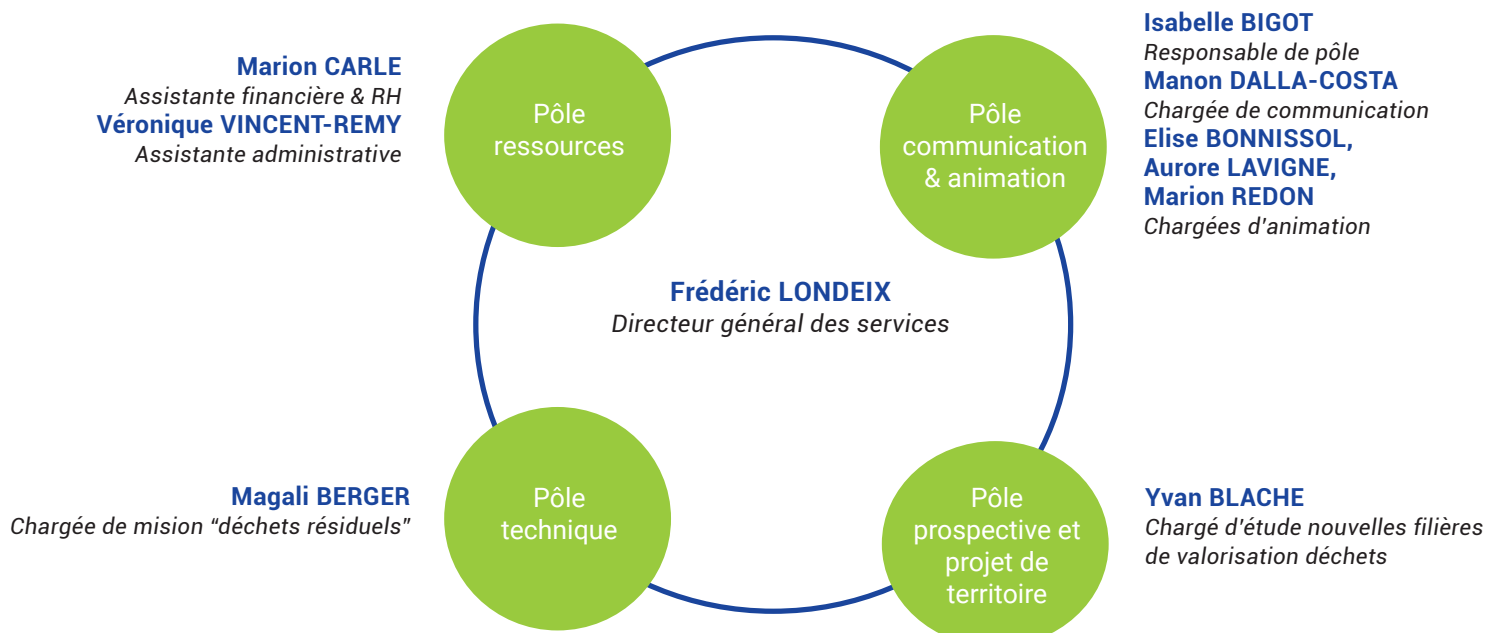 Marion CARLE
Assistante financière & RH
Véronique VINCENT-REMY
Assistante administrative
Pôle
ressources
Pôle
communication
& animation
Isabelle BIGOT
Responsable de pôle
Manon DALLA-COSTA
Chargée de communication
Elise BONNISSOL,
Aurore LAVIGNE,
Marion REDON
Chargées d'animation
Frédéric LONDEIX
Directeur général des services
Magali BERGER
Chargée de mision “déchets résiduels”
Pôle
technique
Pôle
prospective et
projet de
territoire
Yvan BLACHE
Chargé d'étude nouvelles filières
de valorisation déchets